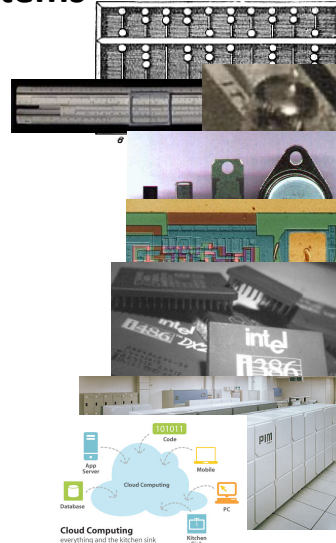 tems
101011
Code
App
Server
Mobile
Cloud Computing
Database
PC
Kitchen
Cloud Computing
everything and the kitchen sink
intel
i486 DX2
intel
i386
PIM